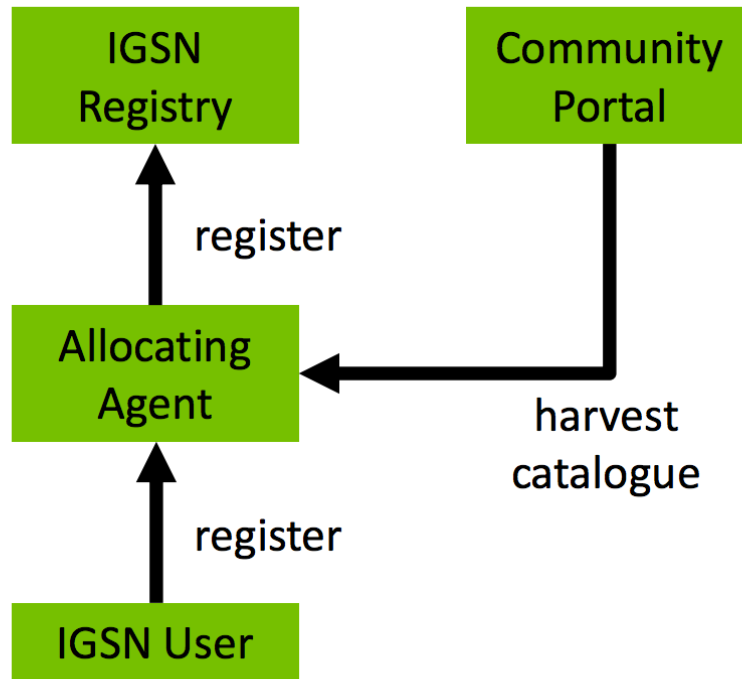 IGSN
Registry
Community
Portal
register
Allocating
Agent
harvest
catalogue
register
IGSN User